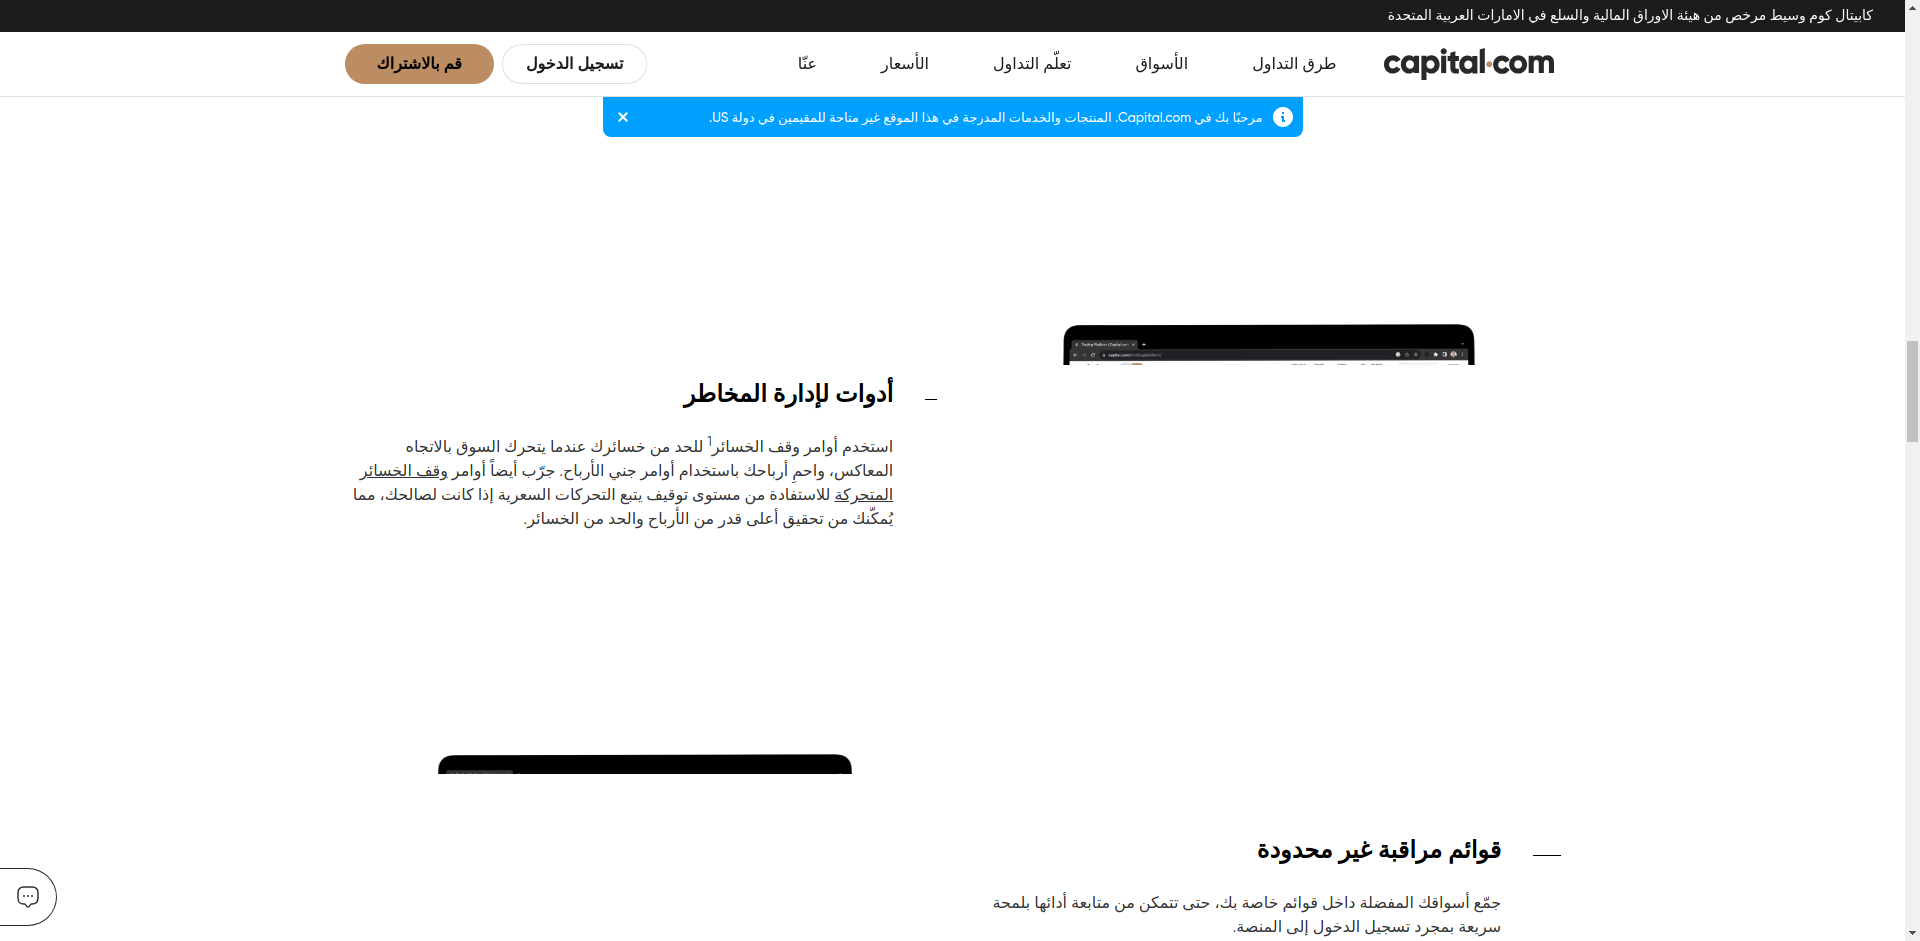 كابيتال كوم وسيط مرخص من هيئة الاوراق المالية والسلع في الامارات العربية المتحدة
capital.com
طرق التداول
الأسواق
تعلّم التداول
الأسعار
عنّا
تسجيل الدخول
قم بالاشتراك
مرحبًا بك في Capital.com. المنتجات والخدمات المدرجة في هذا الموقع غير متاحة للمقيمين في دولة US.
أدوات لإدارة المخاطر
استخدم أوامر وقف الخسائر1 للحد من خسائرك عندما يتحرك السوق بالاتجاه
المعاكس، واحمِ أرباحك باستخدام أوامر جني الأرباح. جرّب أيضاً أوامر وقف الخسائر
المتحركة للاستفادة من مستوى توقيف يتبع التحركات السعرية إذا كانت لصالحك، مما
يُمكّنك من تحقيق أعلى قدر من الأرباح والحد من الخسائر.
قوائم مراقبة غير محدودة
جمّع أسواقك المفضلة داخل قوائم خاصة بك، حتى تتمكن من متابعة أدائها بلمحة
سريعة بمجرد تسجيل الدخول إلى المنصة.